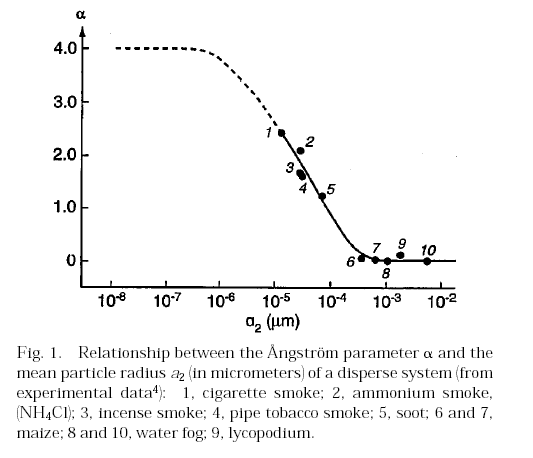 α
4.0
3.0
2.0
1.0
0
1
2
3
4
5
6
7
8
9
10
10⁻⁸ 10⁻⁷ 10⁻⁶ 10⁻⁵ 10⁻⁴ 10⁻³ 10⁻²
a₂ (μm)
Fig. 1. Relationship between the Ångström parameter α and the
mean particle radius a₂ (in micrometers) of a disperse system (from
experimental data⁴): 1, cigarette smoke; 2, ammonium smoke,
(NH₄Cl); 3, incense smoke; 4, pipe tobacco smoke; 5, soot; 6 and 7,
maize; 8 and 10, water fog; 9, lycopodium.